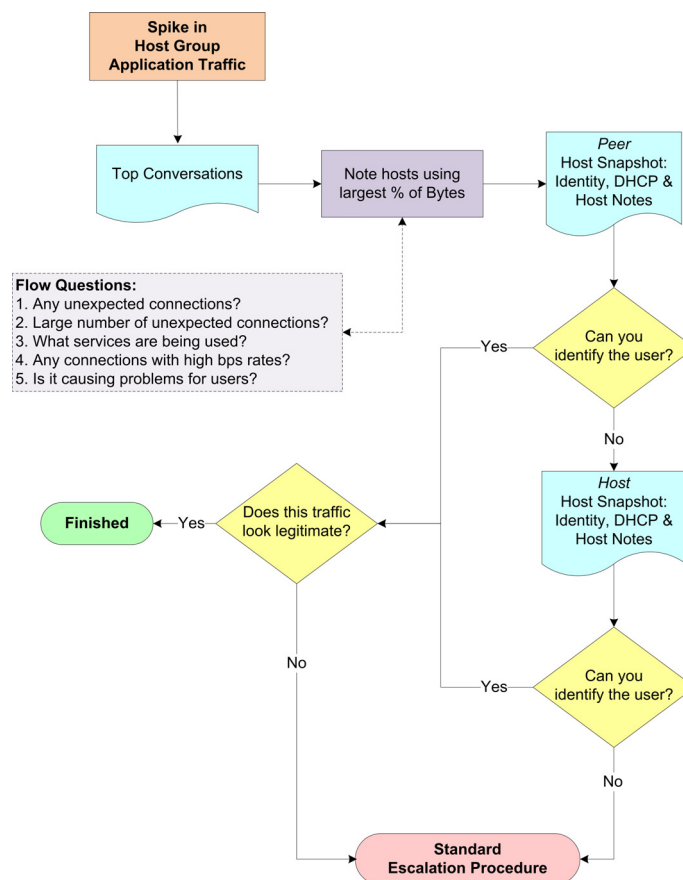 Spike in
Host Group
Application Traffic
Top Conversations
Note hosts using
largest % of Bytes
Peer
Host Snapshot:
Identity, DHCP &
Host Notes
Flow Questions:
1. Any unexpected connections?
2. Large number of unexpected connections?
3. What services are being used?
4. Any connections with high bps rates?
5. Is it causing problems for users?
Yes
Can you
identify the user?
No
Host
Host Snapshot:
Identity, DHCP &
Host Notes
Finished
Yes
Does this traffic
look legitimate?
No
Yes
Can you
identify the user?
No
Standard
Escalation Procedure